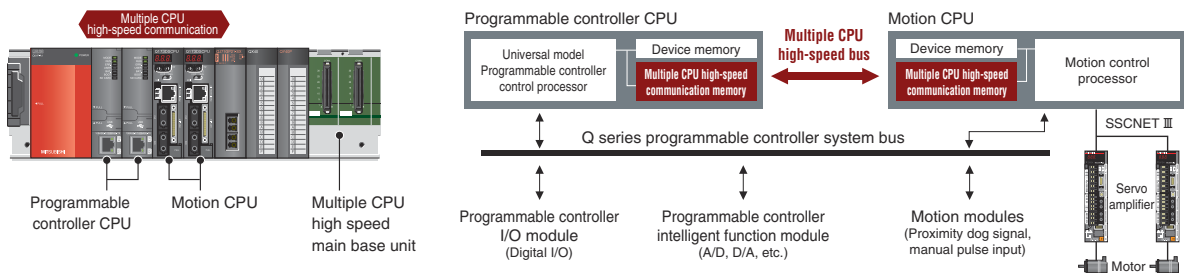 Multiple CPU
high-speed communication
MITSUBISHI
Programmable
controller CPU
Motion CPU
Multiple CPU
high speed
main base unit
Programmable controller CPU
Universal model
Programmable controller
control processor
Device memory
Multiple CPU high-speed
communication memory
Multiple CPU
high-speed bus
Motion CPU
Device memory
Multiple CPU high-speed
communication memory
Motion control
processor
SSCNET Ⅲ
Q series programmable controller system bus
Programmable controller
I/O module
(Digital I/O)
Programmable controller
intelligent function module
(A/D, D/A, etc.)
Motion modules
(Proximity dog signal,
manual pulse input)
Servo
amplifier
Motor